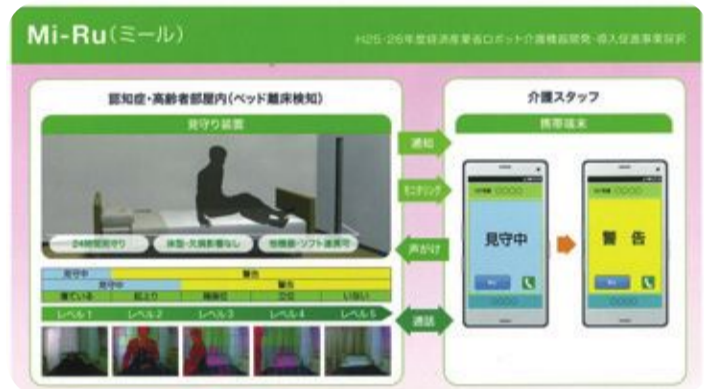 Mi-Ru(ミール)
H25・26年度経済産業省ロボット介護機器開発・導入促進事業採択
認知症・高齢者部屋内(ベッド離床検知)
見守り装置
24時間見守り
体型・欠損影響なし
他機器・ソフト連携可
見守中 警告
見守中 警告
寝ている 起上り 端座位 立位 いない
レベル1 レベル2 レベル3 レベル4 レベル5
通知
モニタリング
声がけ
通話
介護スタッフ
携帯端末
見守中
警 告